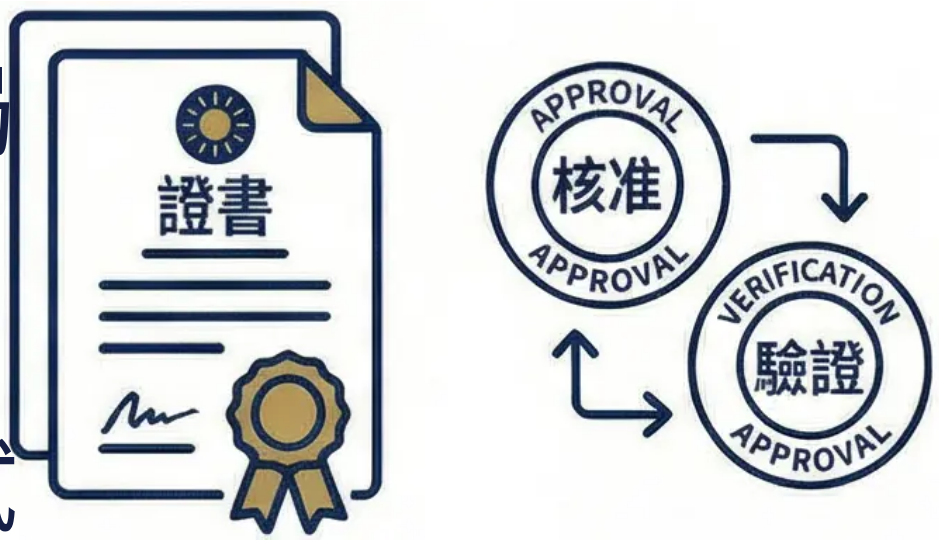 證書
APPROVAL
核准
APPROVAL
VERIFICATION
驗證
APPROVAL